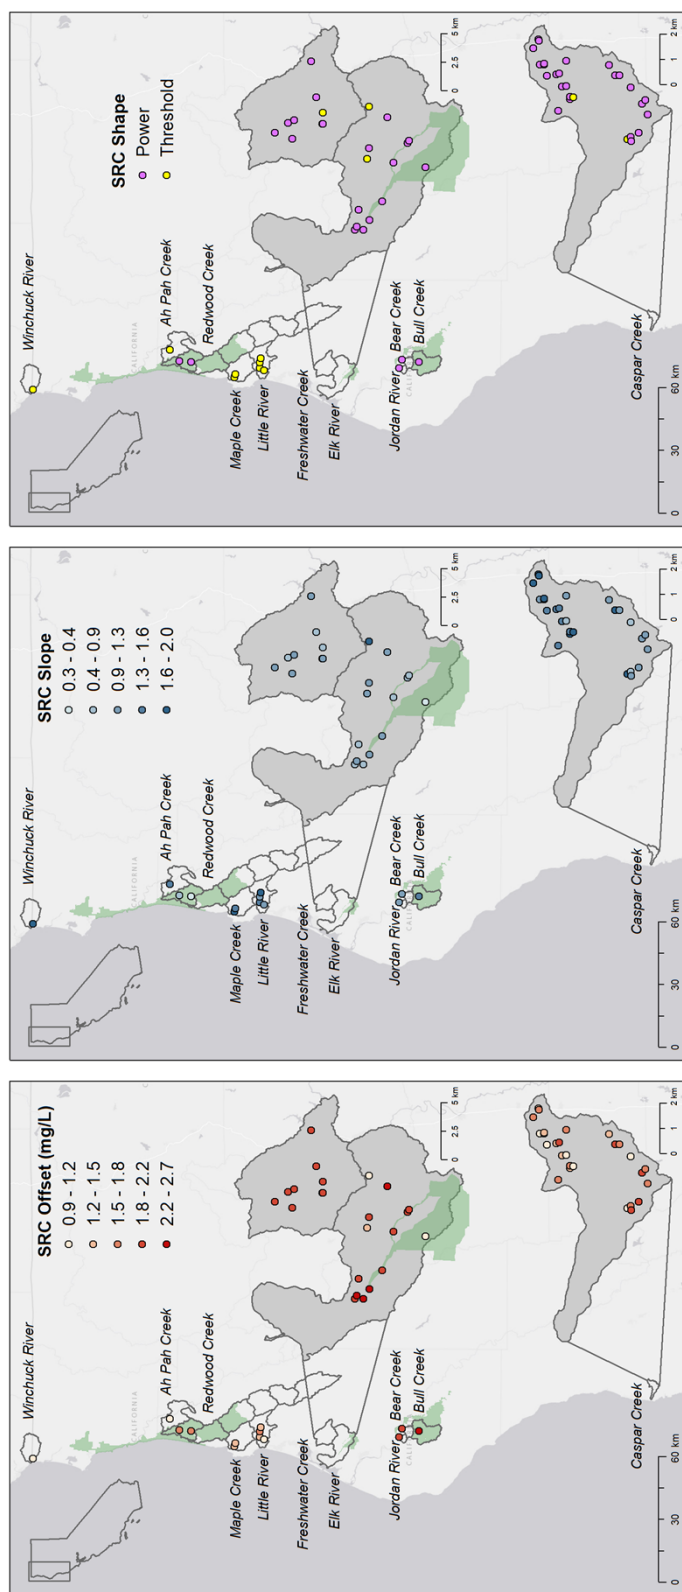 SRC Offset (mg/L)
0.9 - 1.2
1.2 - 1.5
1.5 - 1.8
1.8 - 2.2
2.2 - 2.7
Winchuck River
CALIFORNIA
Ah Pah Creek
Redwood Creek
Maple Creek
Little River
Freshwater Creek
Elk River
0 2.5 5 km
Jordan River
Bear Creek
Bull Creek
Caspar Creek
0 30 60 km
0 1 2 km
SRC Slope
0.3 - 0.4
0.4 - 0.9
0.9 - 1.3
1.3 - 1.6
1.6 - 2.0
Winchuck River
CALIFORNIA
Ah Pah Creek
Redwood Creek
Maple Creek
Little River
Freshwater Creek
Elk River
0 2.5 5 km
Jordan River
Bear Creek
Bull Creek
Caspar Creek
0 30 60 km
0 1 2 km
SRC Shape
Power
Threshold
Winchuck River
CALIFORNIA
Ah Pah Creek
Redwood Creek
Maple Creek
Little River
Freshwater Creek
Elk River
0 2.5 5 km
Jordan River
Bear Creek
Bull Creek
Caspar Creek
0 30 60 km
0 1 2 km